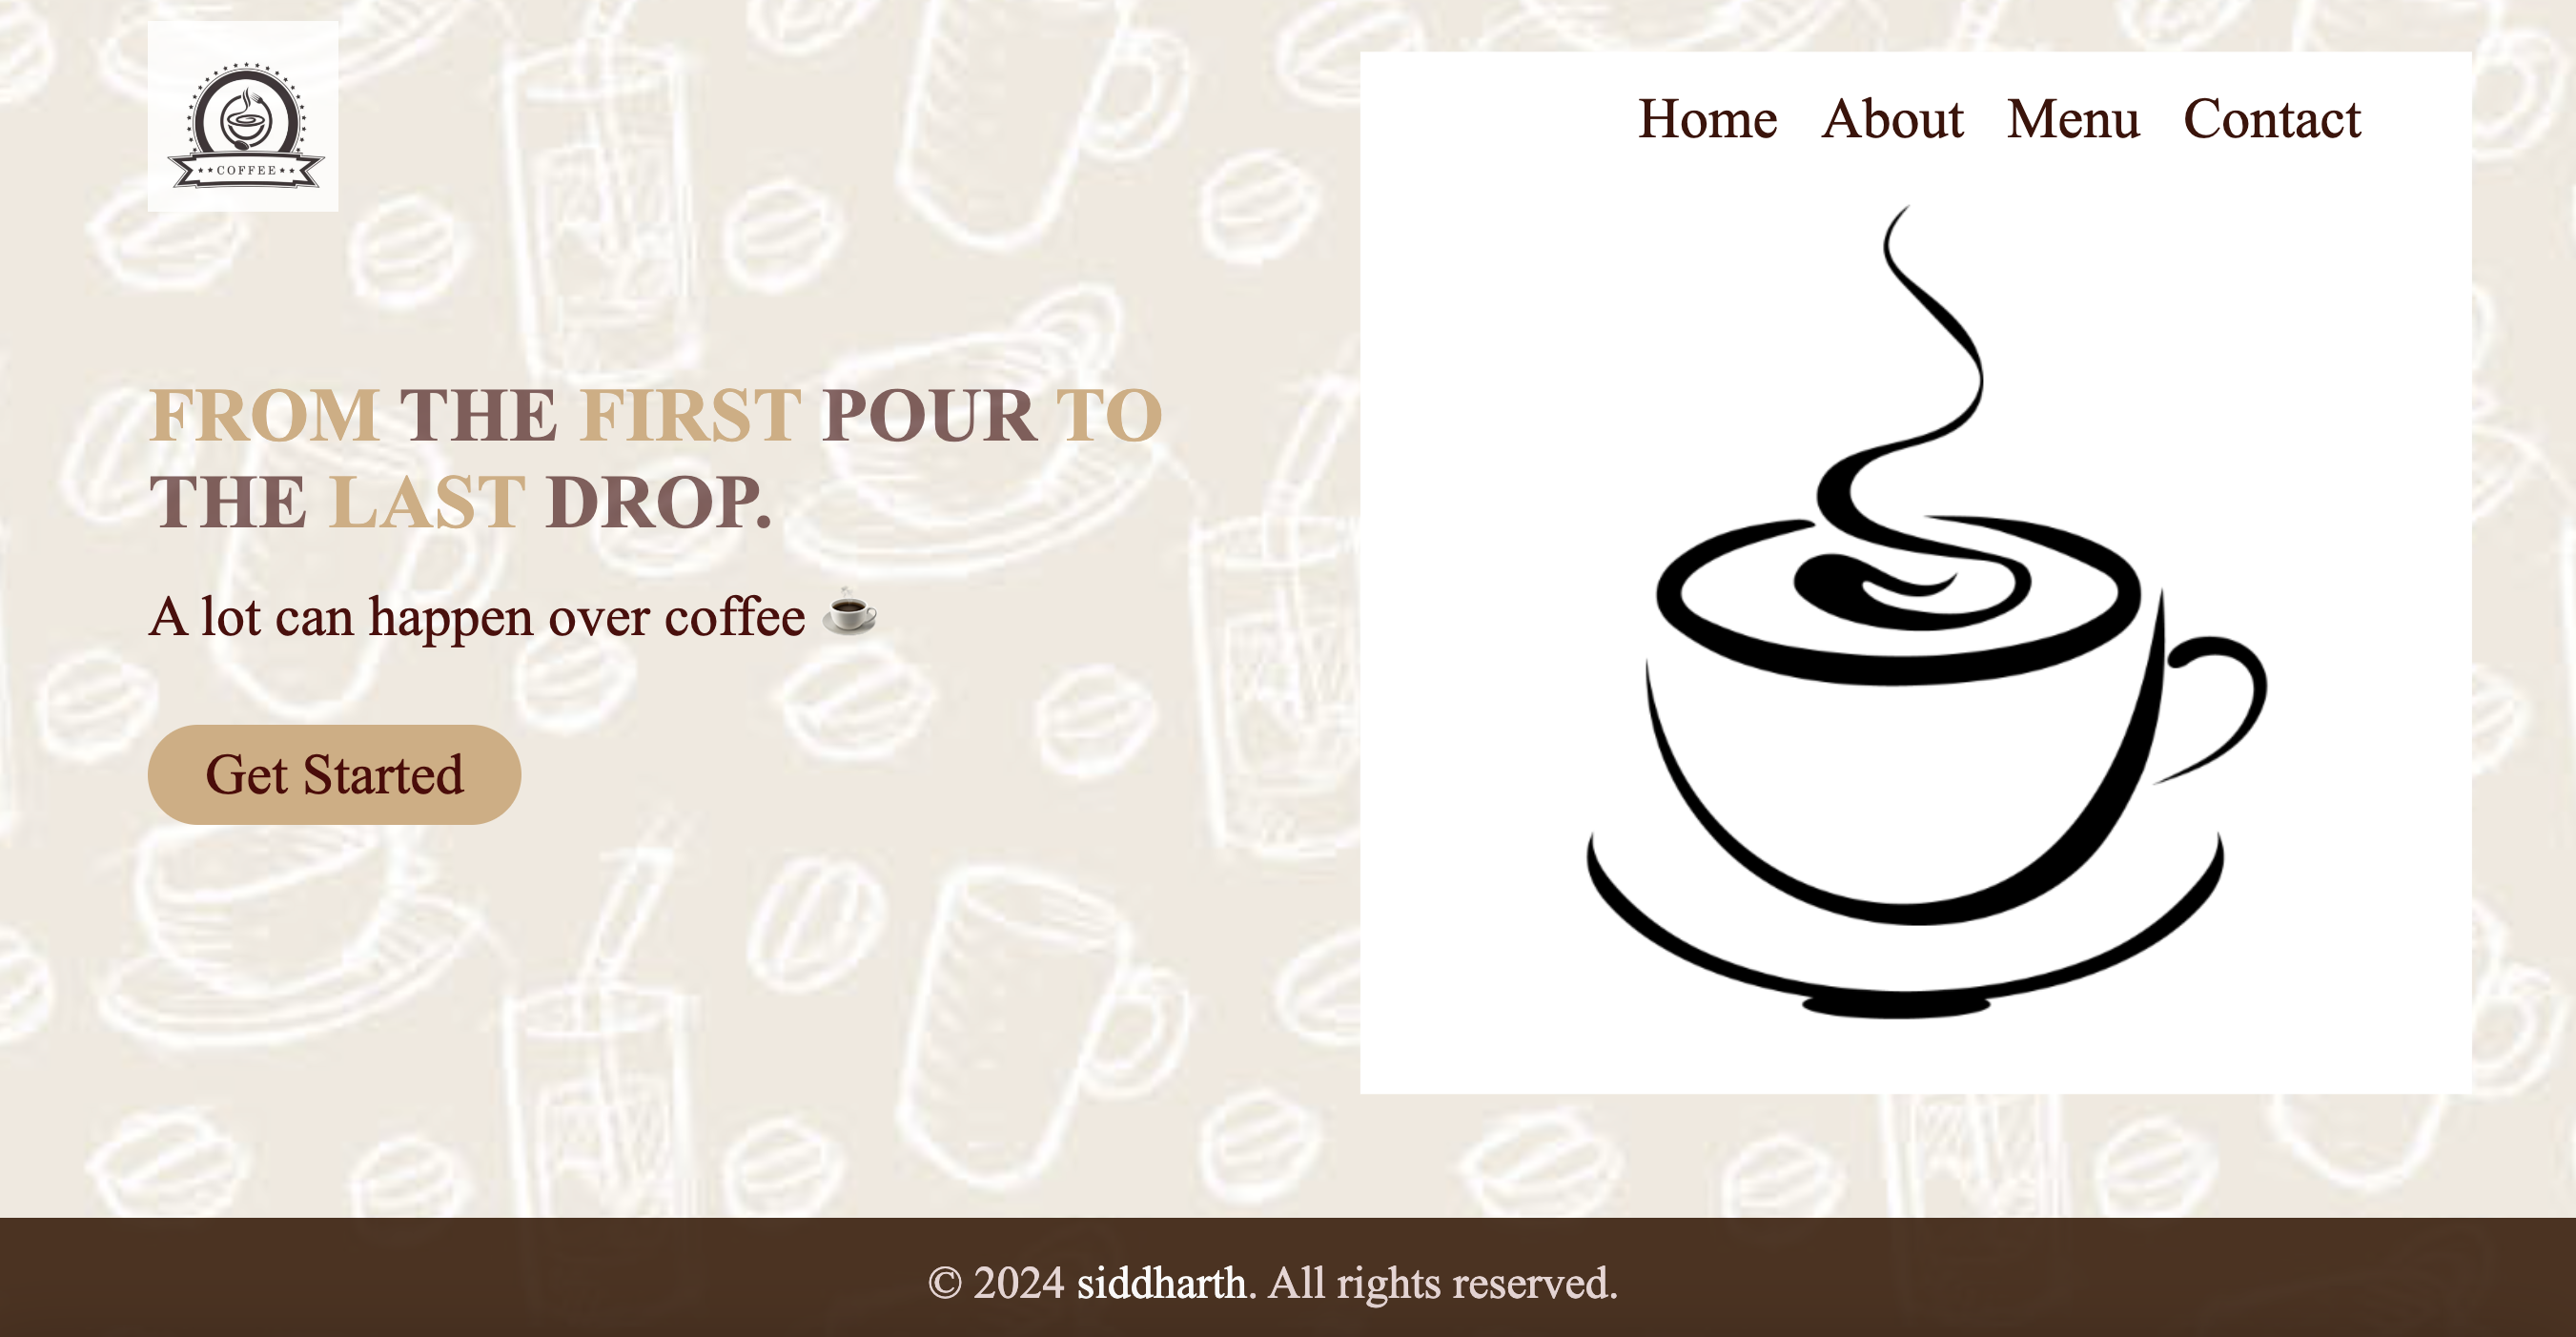 COFFEE
Home About Menu Contact
FROM THE FIRST POUR TO
THE LAST DROP.
A lot can happen over coffee ☕
Get Started
© 2024 siddharth. All rights reserved.